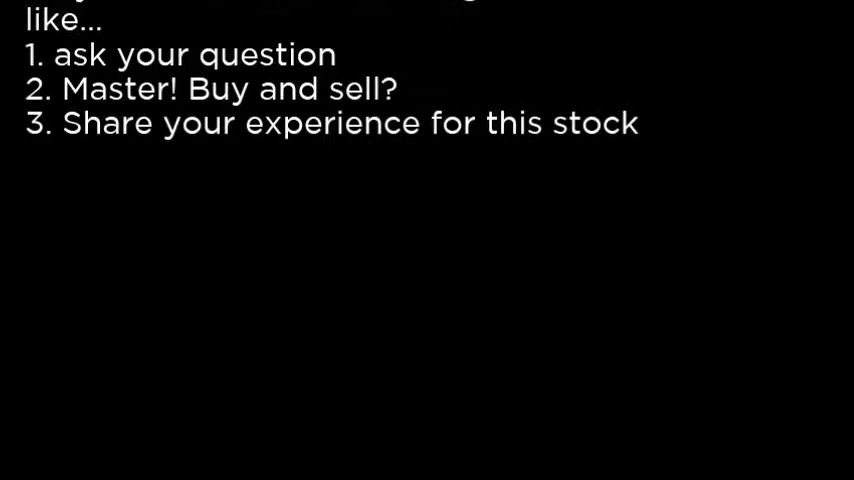 like...
1. ask your question
2. Master! Buy and sell?
3. Share your experience for this stock